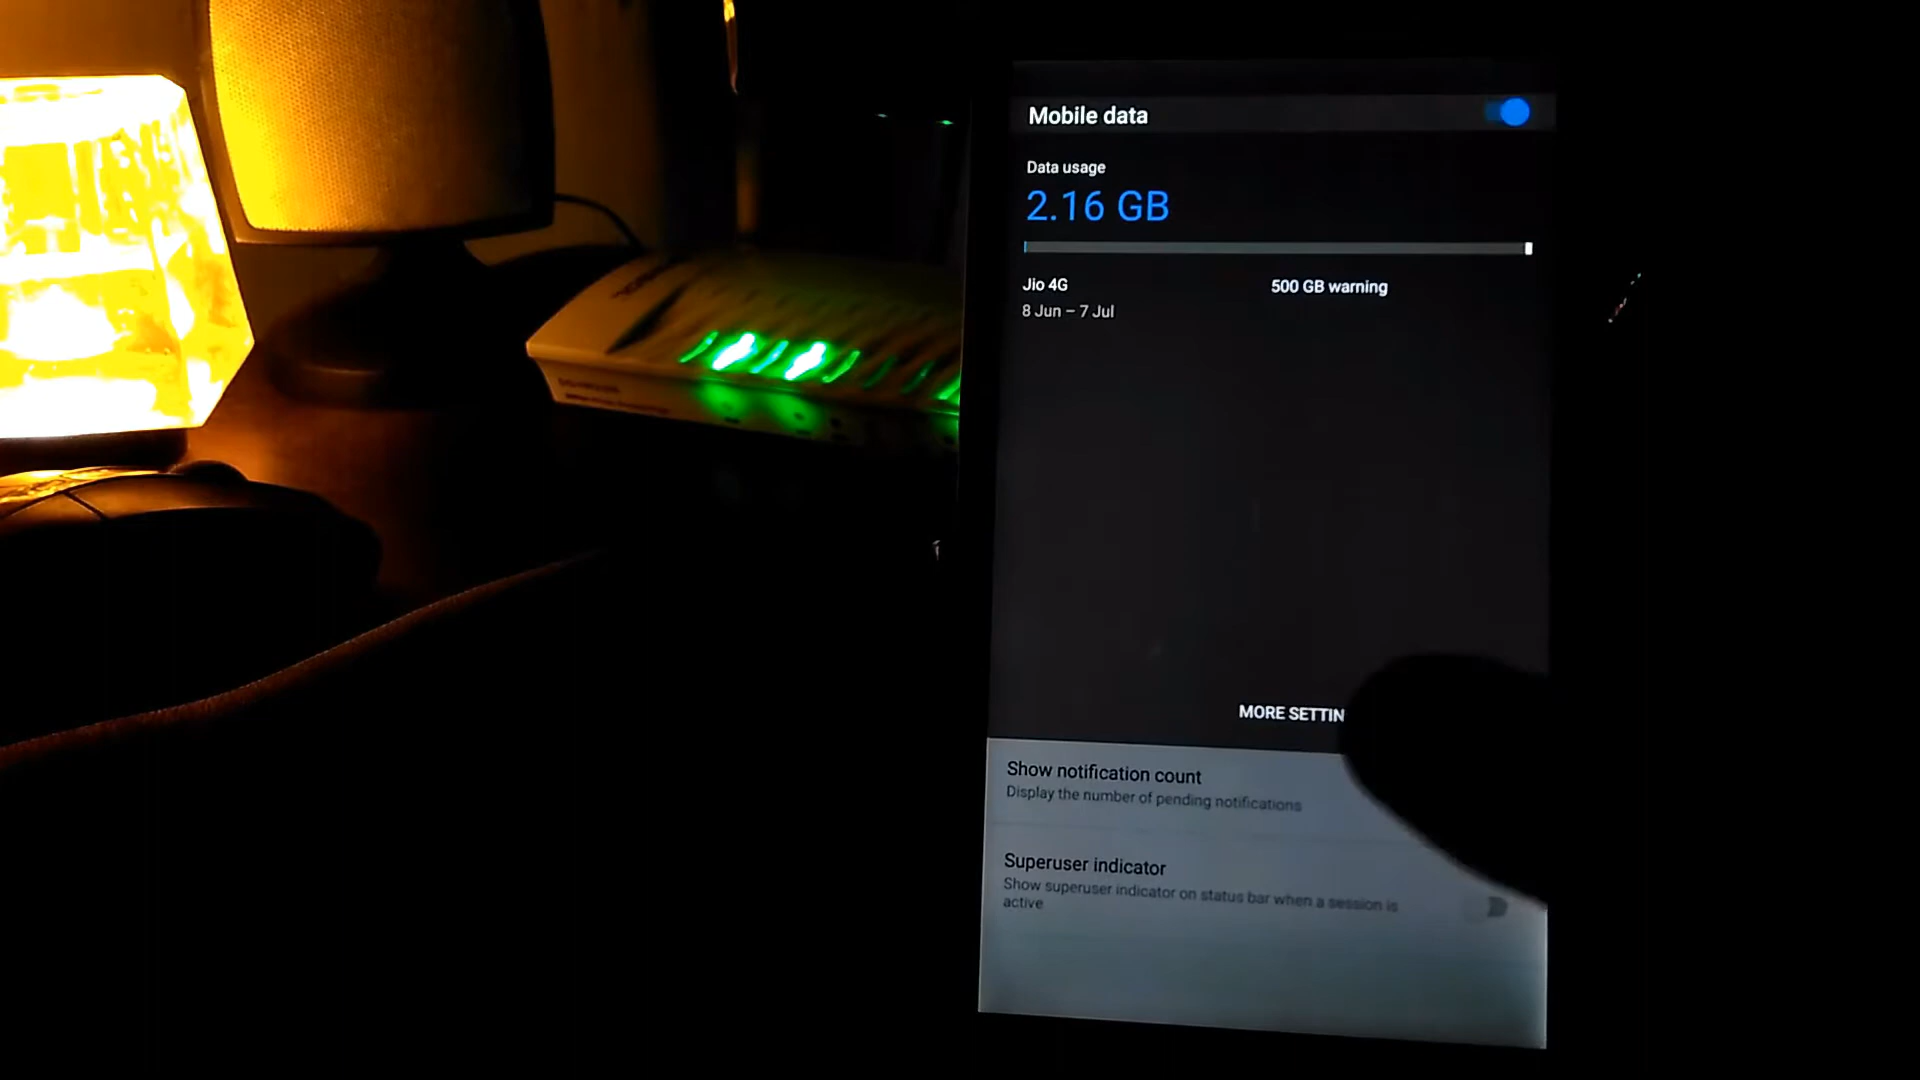 Mobile data
Data usage
2.16 GB
Jio 4G
500 GB warning
8 Jun – 7 Jul
MORE SETTIN
Show notification count
Display the number of pending notifications
Superuser indicator
Show superuser indicator on status bar when a session is
active